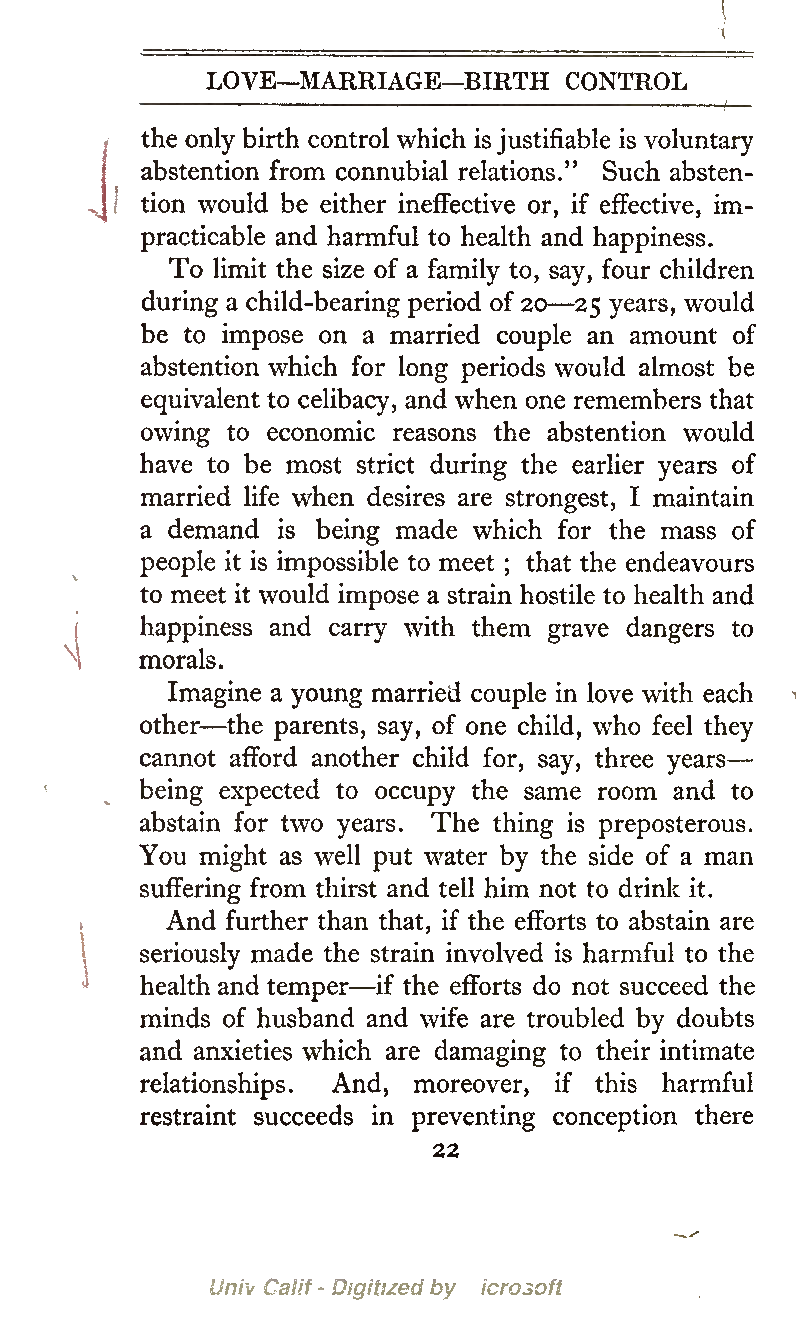 LOVE—MARRIAGE—BIRTH CONTROL
the only birth control which is justifiable is voluntary
abstention from connubial relations.” Such absten-
tion would be either ineffective or, if effective, im-
practicable and harmful to health and happiness.
To limit the size of a family to, say, four children
during a child-bearing period of 20—25 years, would
be to impose on a married couple an amount of
abstention which for long periods would almost be
equivalent to celibacy, and when one remembers that
owing to economic reasons the abstention would
have to be most strict during the earlier years of
married life when desires are strongest, I maintain
a demand is being made which for the mass of
people it is impossible to meet ; that the endeavours
to meet it would impose a strain hostile to health and
happiness and carry with them grave dangers to
morals.
Imagine a young married couple in love with each
other—the parents, say, of one child, who feel they
cannot afford another child for, say, three years—
being expected to occupy the same room and to
abstain for two years. The thing is preposterous.
You might as well put water by the side of a man
suffering from thirst and tell him not to drink it.
And further than that, if the efforts to abstain are
seriously made the strain involved is harmful to the
health and temper—if the efforts do not succeed the
minds of husband and wife are troubled by doubts
and anxieties which are damaging to their intimate
relationships. And, moreover, if this harmful
restraint succeeds in preventing conception there
22
Univ Calif - Digitized by icrosoft